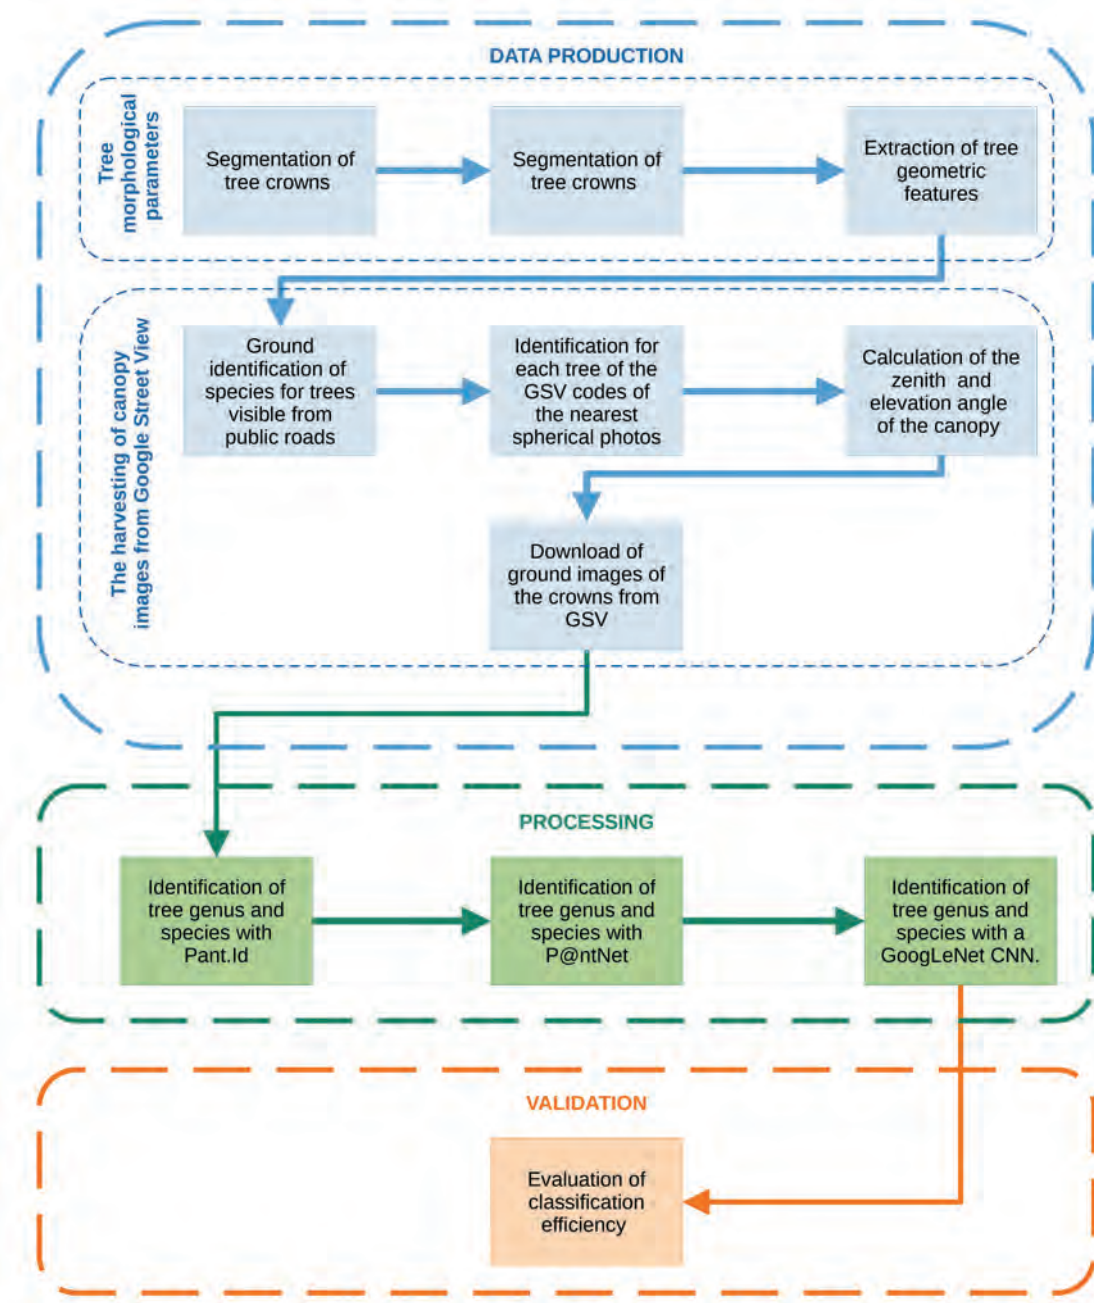 DATA PRODUCTION
Tree
morphological
parameters
Segmentation of
tree crowns
Segmentation of
tree crowns
Extraction of tree
geometric
features
The harvesting of canopy
images from Google Street View
Ground
identification of
species for trees
visible from
public roads
Identification for
each tree of the
GSV codes of
the nearest
spherical photos
Calculation of the
zenith and
elevation angle
of the canopy
Download of
ground images of
the crowns from
GSV
PROCESSING
Identification of
tree genus and
species with
Pant.Id
Identification of
tree genus and
species with
P@ntNet
Identification of
tree genus and
species with a
GoogLeNet CNN.
VALIDATION
Evaluation of
classification
efficiency